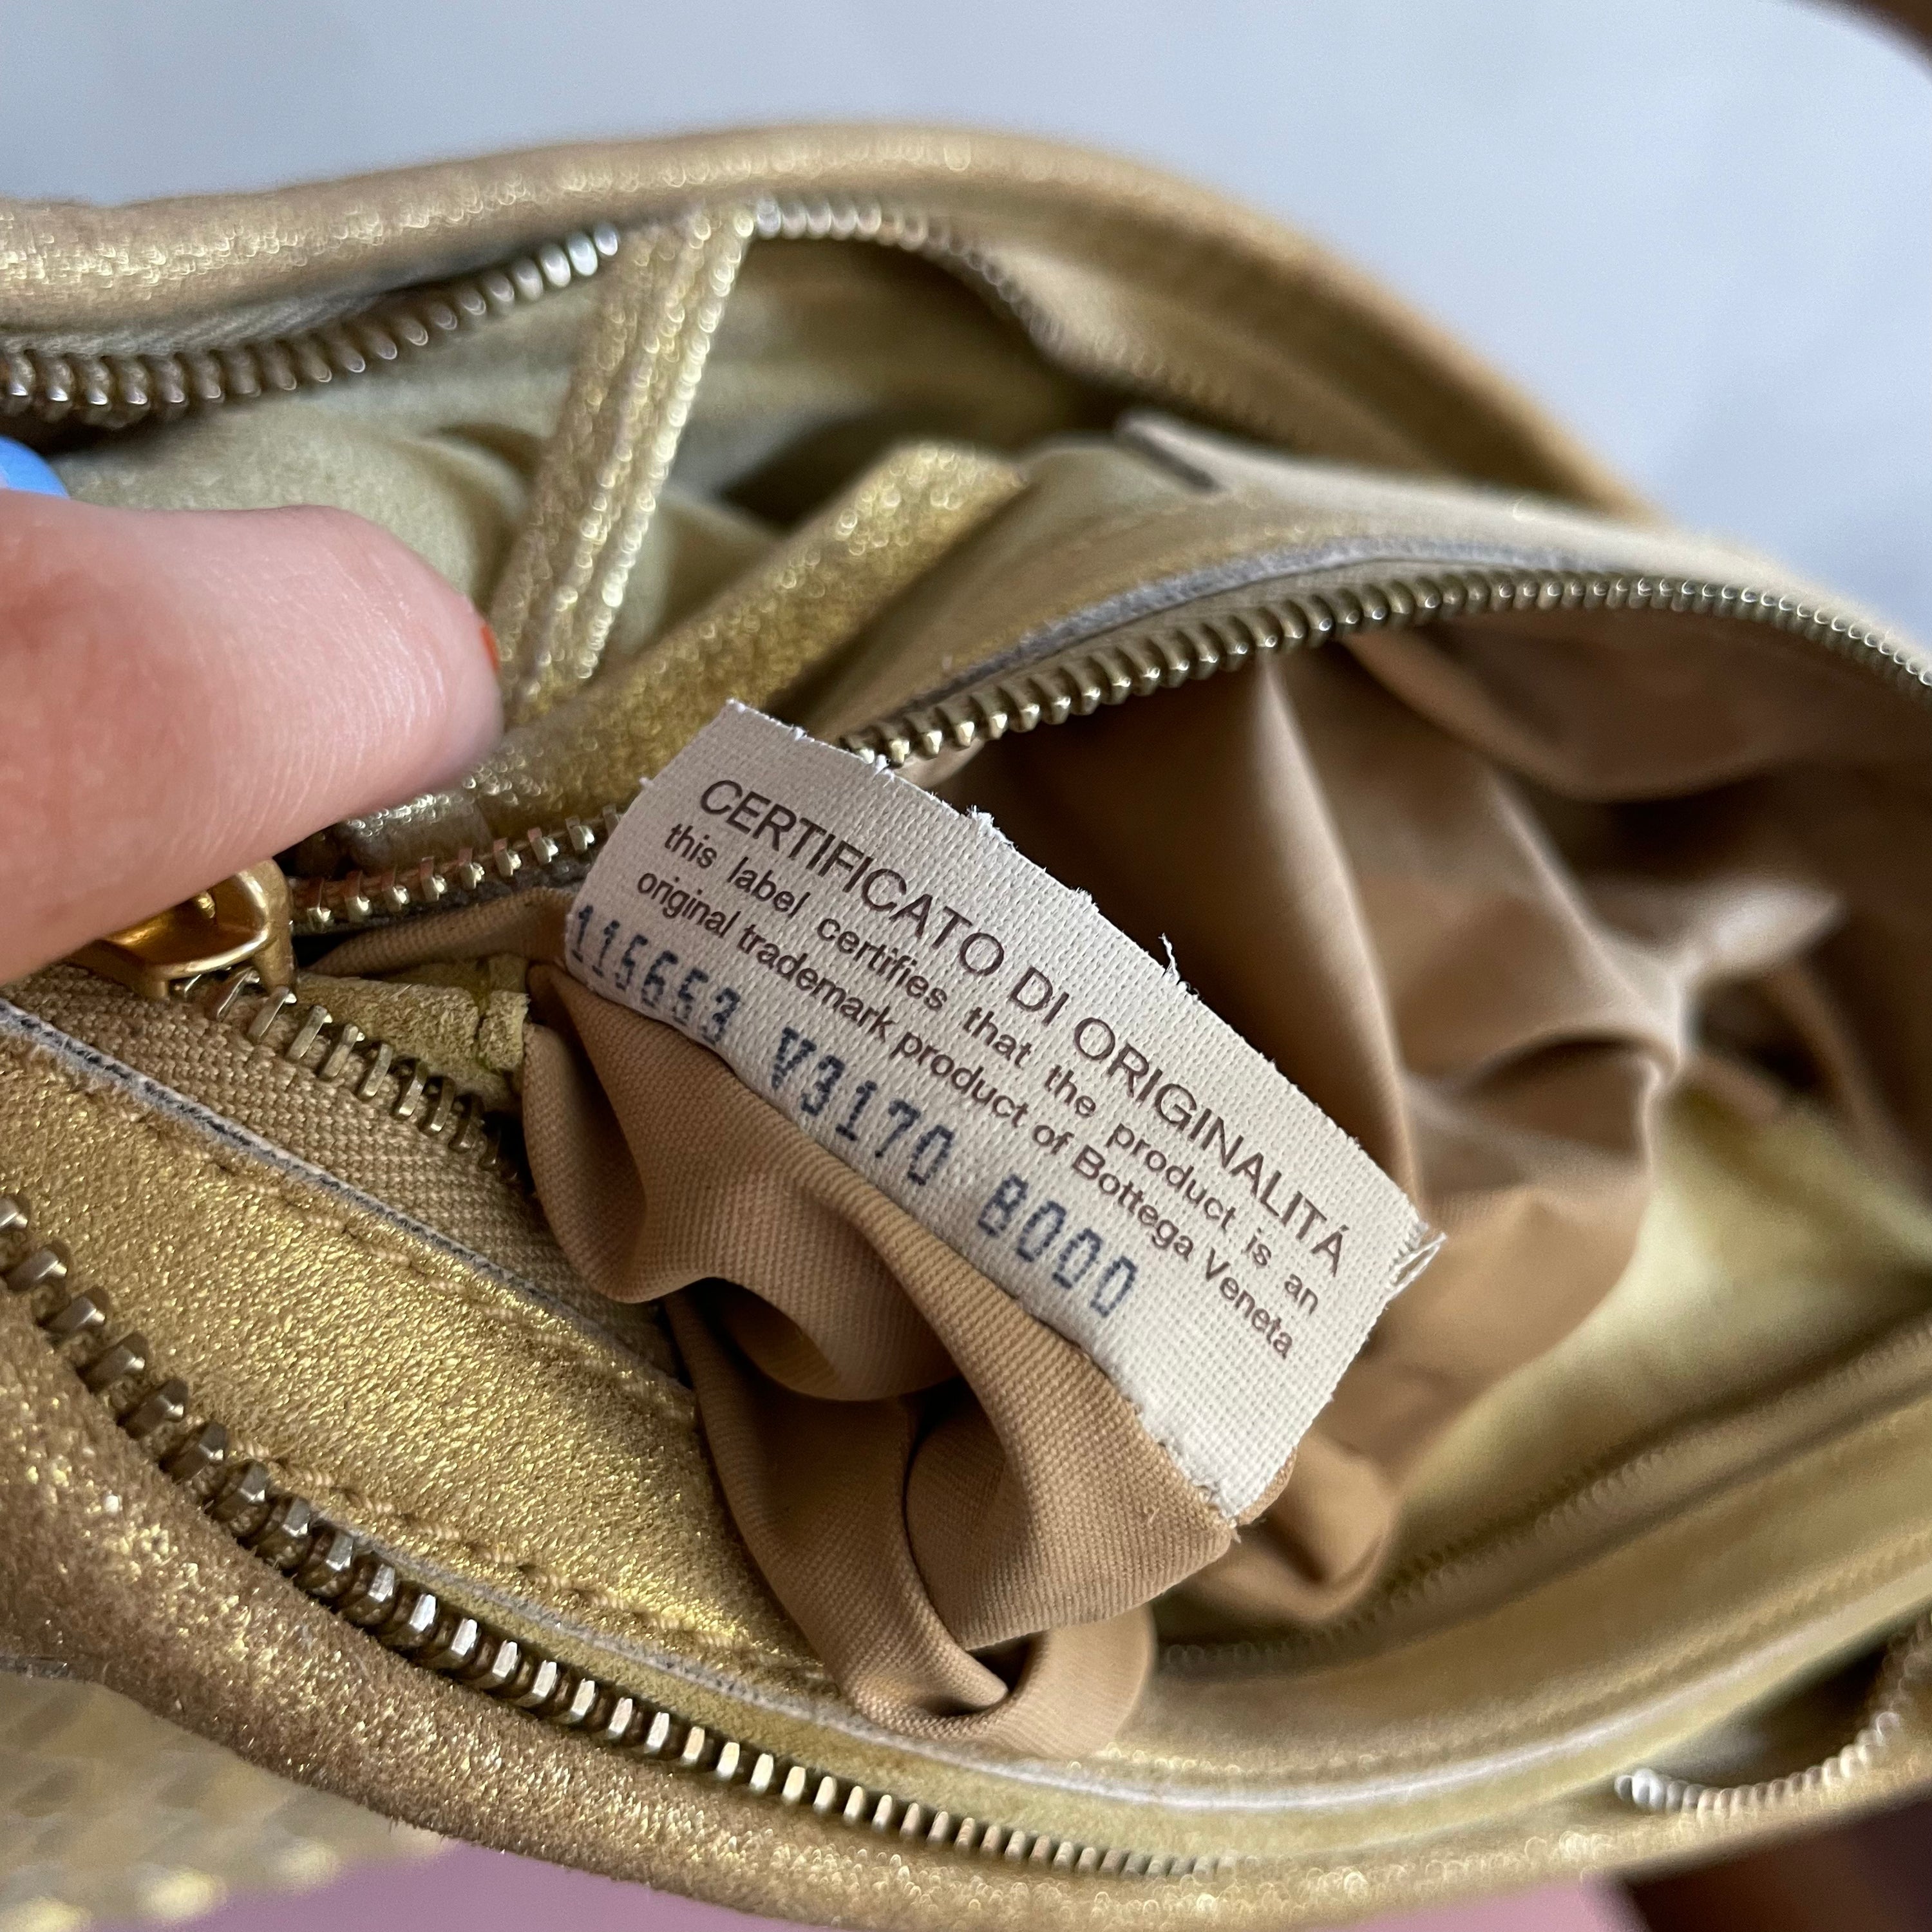 CERTIFICATO DI ORIGINALITÁ
this label certifies that the product is an
original trademark product of Bottega Veneta
115653 V3170 8000